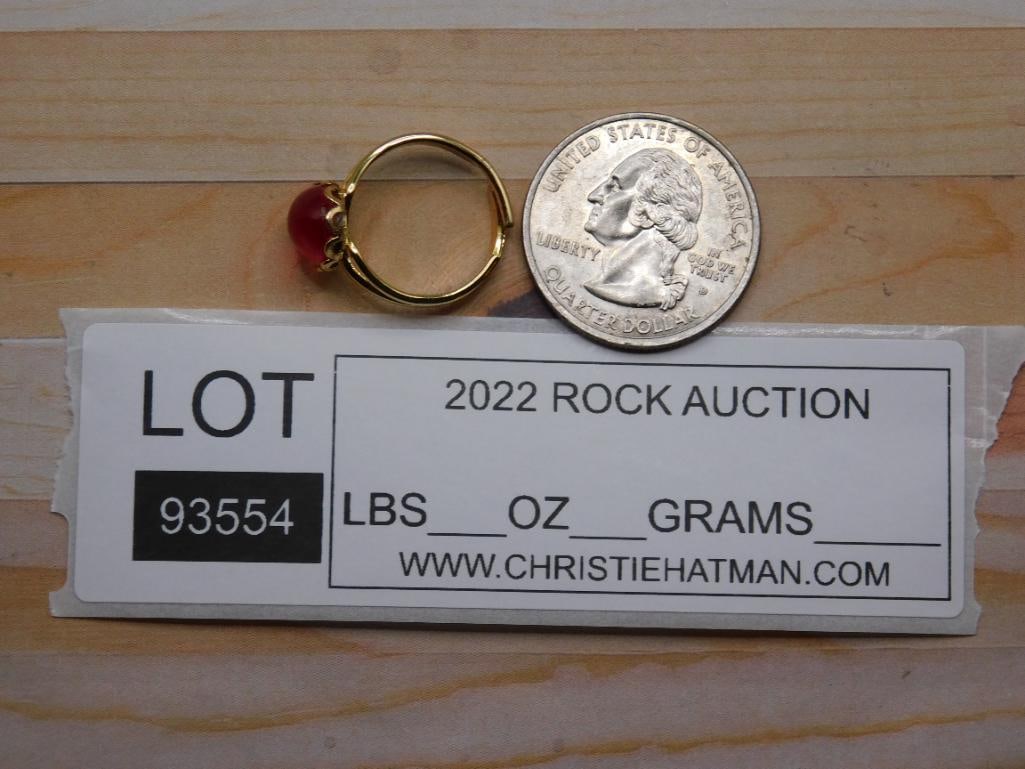 UNITED STATES OF AMERICA
LIBERTY
IN
GOD WE
TRUST
D
QUARTER DOLLAR
LOT
93554
2022 ROCK AUCTION
LBS___OZ___GRAMS_____
WWW.CHRISTIEHATMAN.COM